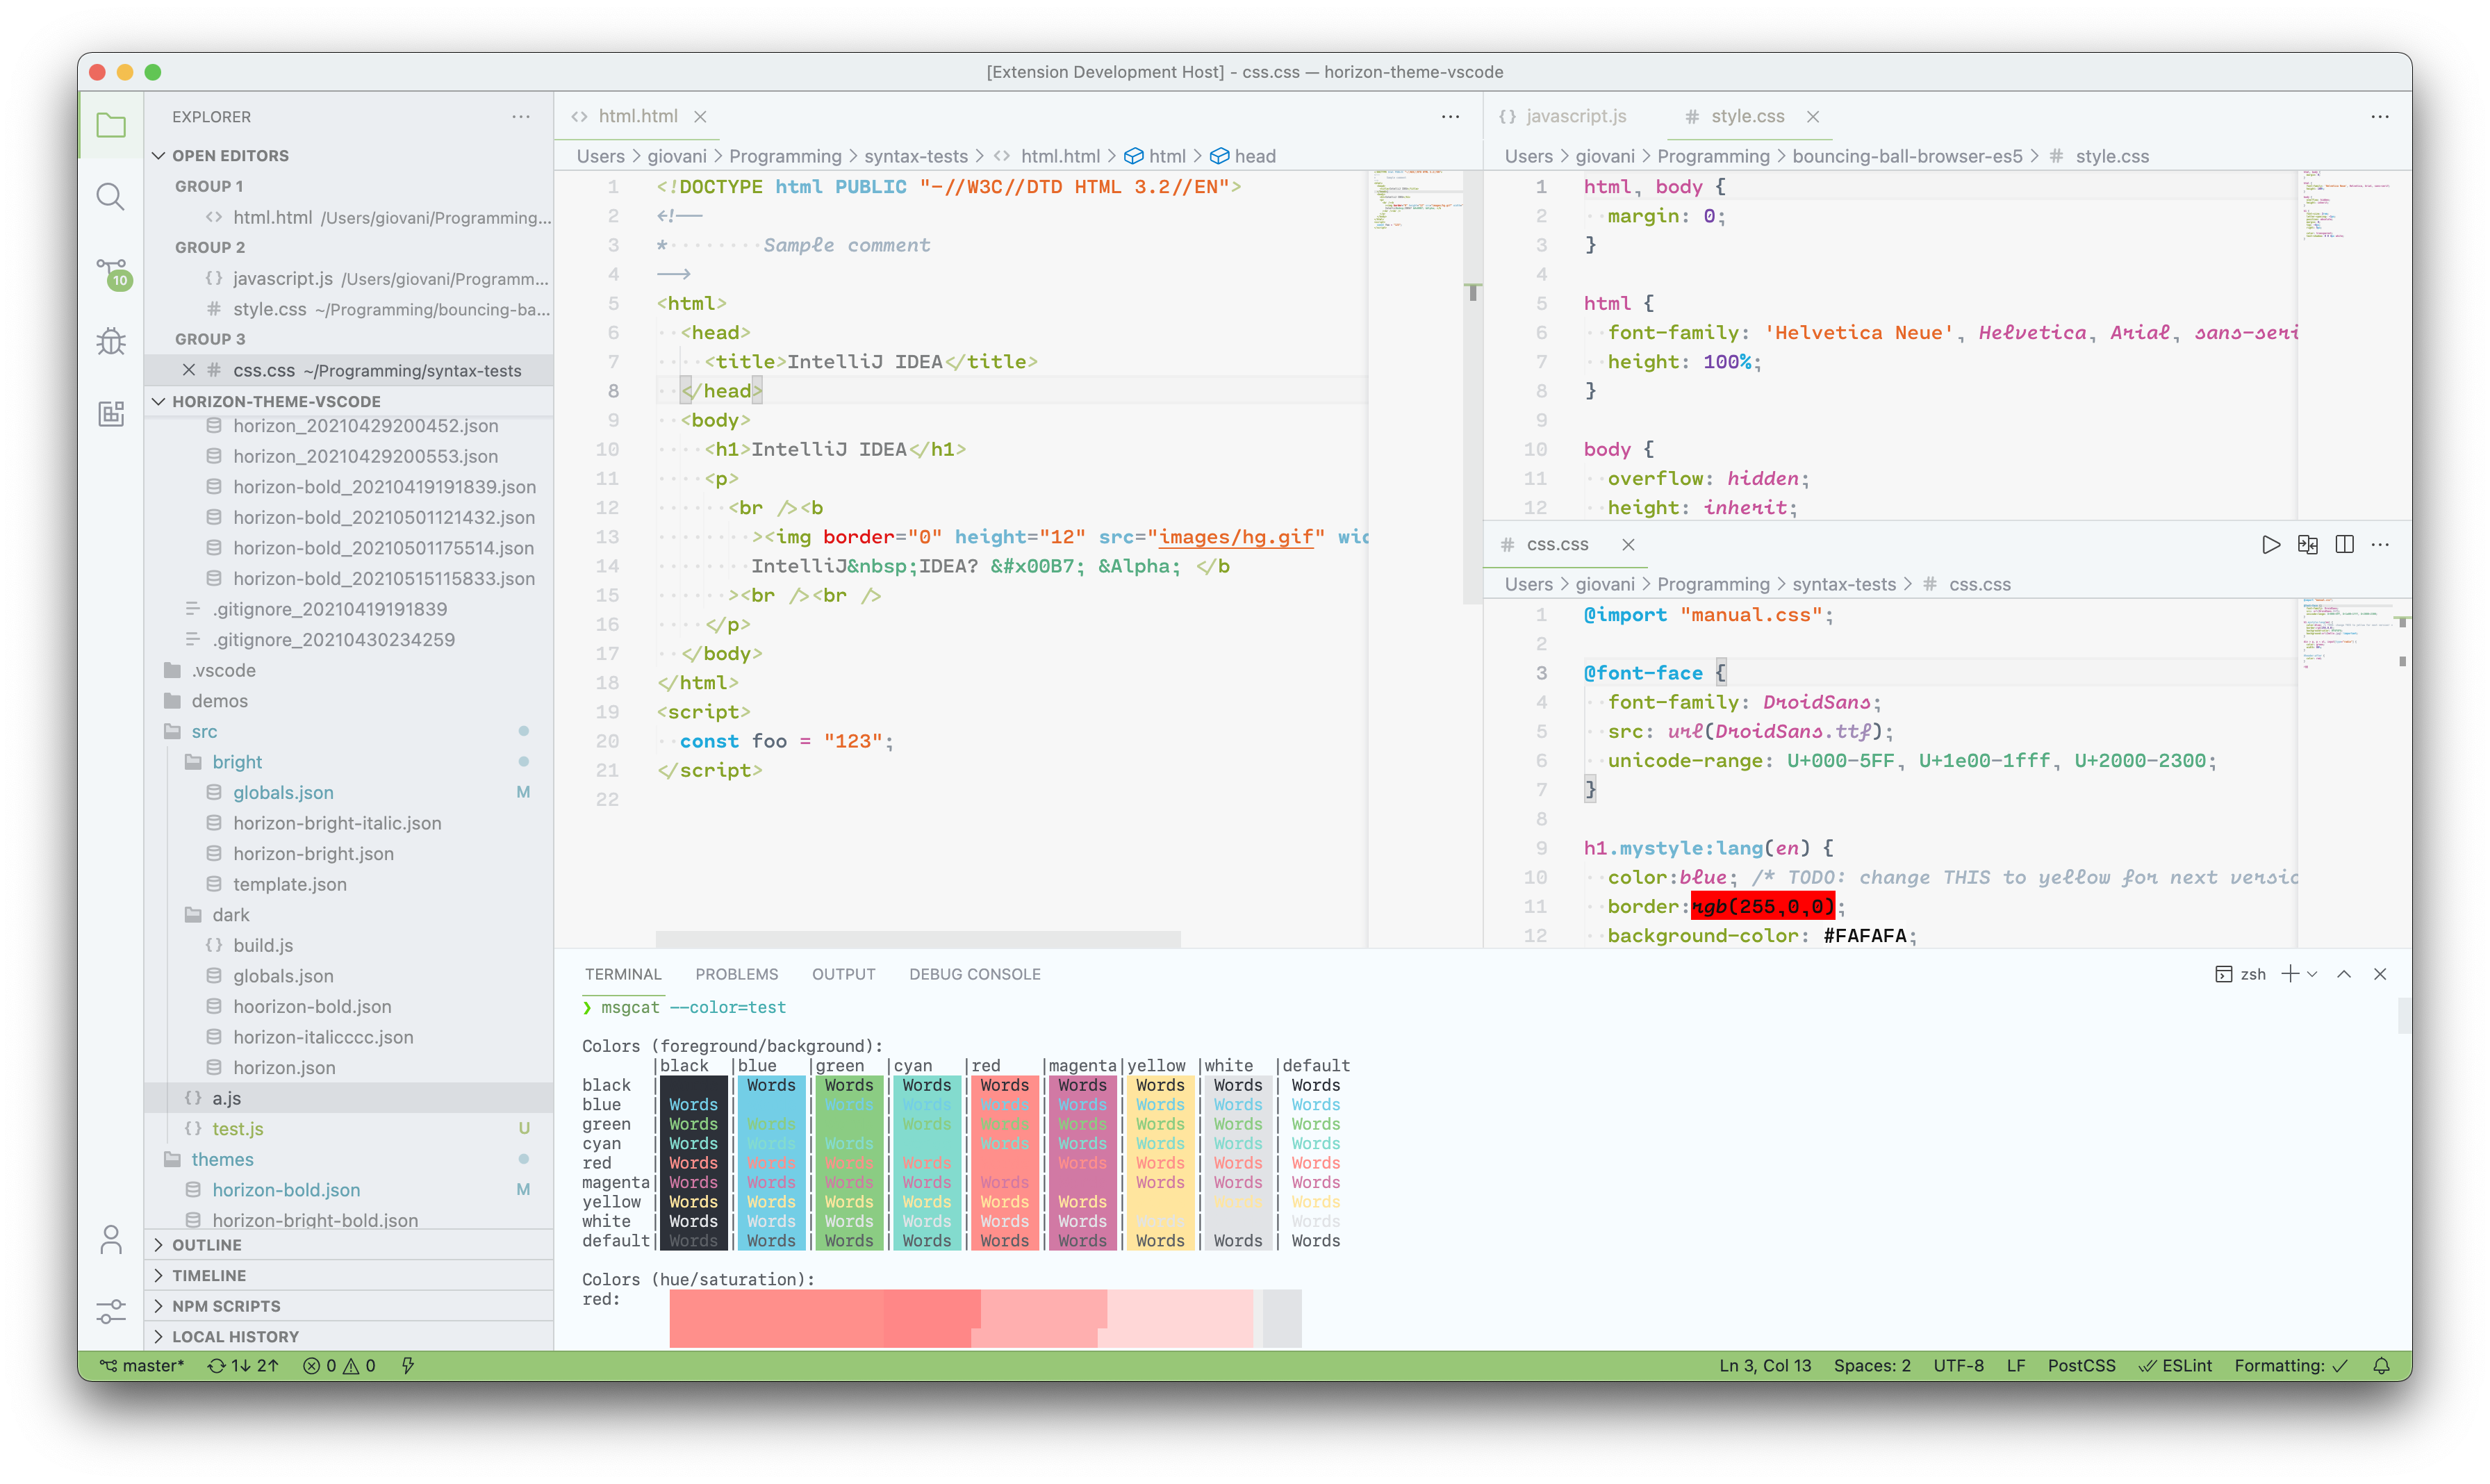 [Extension Development Host] - css.css — horizon-theme-vscode
EXPLORER
OPEN EDITORS
GROUP 1
html.html /Users/giovani/Programming...
GROUP 2
javascript.js /Users/giovani/Programm...
style.css ~/Programming/bouncing-ba...
GROUP 3
css.css ~/Programming/syntax-tests
HORIZON-THEME-VSCODE
horizon_20210429200452.json
horizon_20210429200553.json
horizon-bold_20210419191839.json
horizon-bold_20210501121432.json
horizon-bold_20210501175514.json
horizon-bold_20210515115833.json
.gitignore_20210419191839
.gitignore_20210430234259
.vscode
demos
src
bright
globals.json M
horizon-bright-italic.json
horizon-bright.json
template.json
dark
build.js
globals.json
hoorizon-bold.json
horizon-italicccc.json
horizon.json
a.js
test.js U
themes
horizon-bold.json M
horizon-bright-bold.json
OUTLINE
TIMELINE
NPM SCRIPTS
LOCAL HISTORY
10
html.html
Users > giovani > Programming > syntax-tests > <> html.html > html > head
1 <!DOCTYPE html PUBLIC "-//W3C//DTD HTML 3.2//EN">
2 <!--
3 * Sample comment
4 -->
5 <html>
6 <head>
7 <title>IntelliJ IDEA</title>
8 </head>
9 <body>
10 <h1>IntelliJ IDEA</h1>
11 <p>
12 <br /><b
13 ><img border="0" height="12" src="images/hg.gif" wid
14 IntelliJ&nbsp;IDEA? &#x00B7; &Alpha; </b
15 ><br /><br />
16 </p>
17 </body>
18 </html>
19 <script>
20 const foo = "123";
21 </script>
22
{} javascript.js # style.css
Users > giovani > Programming > bouncing-ball-browser-es5 > # style.css
1 html, body {
2 margin: 0;
3 }
4
5 html {
6 font-family: 'Helvetica Neue', Helvetica, Arial, sans-seri
7 height: 100%;
8 }
9
10 body {
11 overflow: hidden;
12 height: inherit;
# css.css
Users > giovani > Programming > syntax-tests > # css.css
1 @import "manual.css";
2
3 @font-face {
4 font-family: DroidSans;
5 src: url(DroidSans.ttf);
6 unicode-range: U+000-5FF, U+1e00-1fff, U+2000-2300;
7 }
8
9 h1.mystyle:lang(en) {
10 color:blue; /* TODO: change THIS to yellow for next versio
11 border:rgb(255,0,0);
12 background-color: #FAFAFA;
TERMINAL PROBLEMS OUTPUT DEBUG CONSOLE
zsh
❯ msgcat --color=test
Colors (foreground/background):
|black |blue |green |cyan |red |magenta|yellow |white |default
black | | Words | Words | Words | Words | Words | Words | Words | Words
blue | Words | | Words | Words | Words | Words | Words | Words | Words
green | Words | Words | | Words | Words | Words | Words | Words | Words
cyan | Words | Words | Words | | Words | Words | Words | Words | Words
red | Words | Words | Words | Words | | Words | Words | Words | Words
magenta| Words | Words | Words | Words | Words | | Words | Words | Words
yellow | Words | Words | Words | Words | Words | Words | | Words | Words
white | Words | Words | Words | Words | Words | Words | Words | | Words
default| Words | Words | Words | Words | Words | Words | Words | Words | Words
Colors (hue/saturation):
red:
master* 1↓ 2↑ 0 0
Ln 3, Col 13 Spaces: 2 UTF-8 LF PostCSS ESLint Formatting: ✓